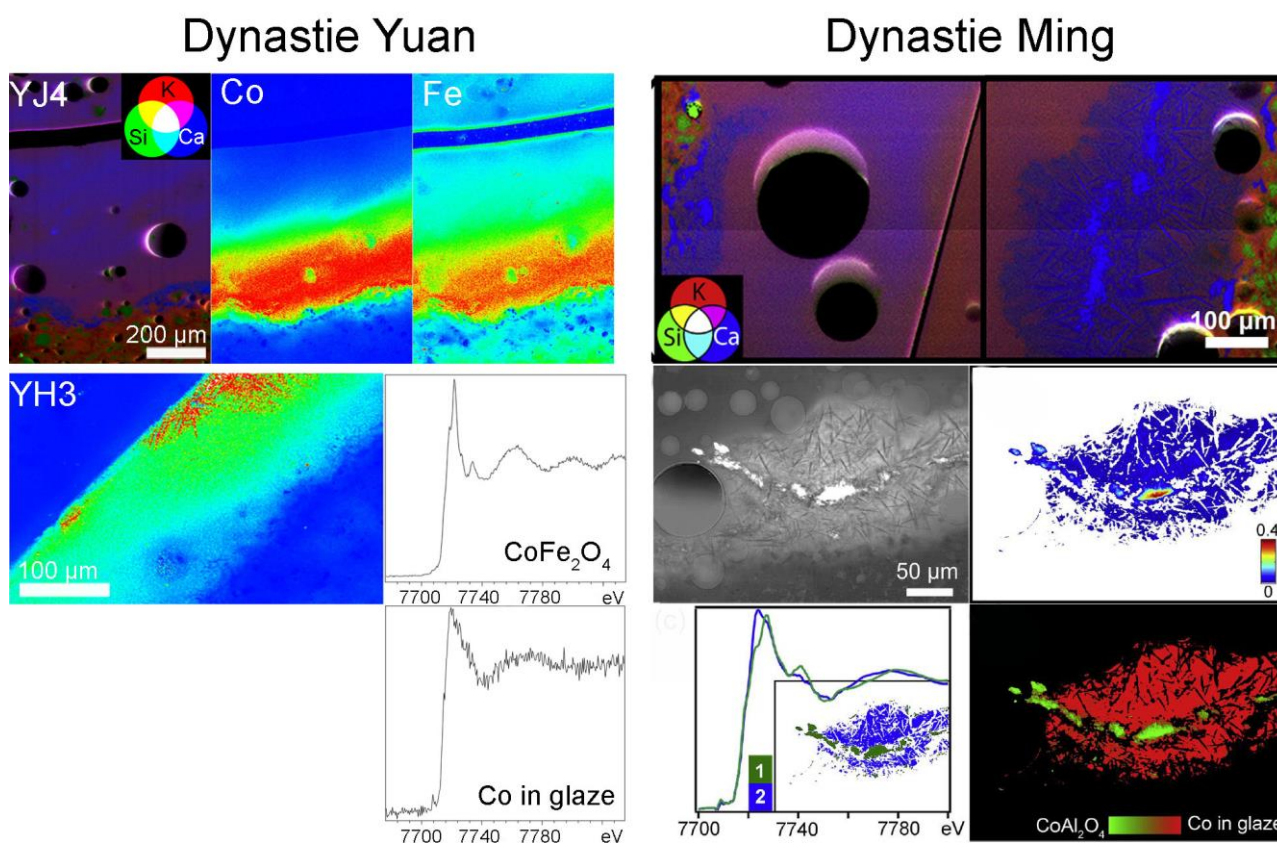 Dynastie Yuan
Dynastie Ming
YJ4
K
Si
Ca
Co
Fe
200 µm
K
Si
Ca
100 µm
YH3
100 µm
CoFe₂O₄
7700 7740 7780 eV
Co in glaze
7700 7740 7780 eV
50 µm
0.4
0
(c)
1
2
7700 7740 7780 eV
CoAl₂O₄
Co in glaze